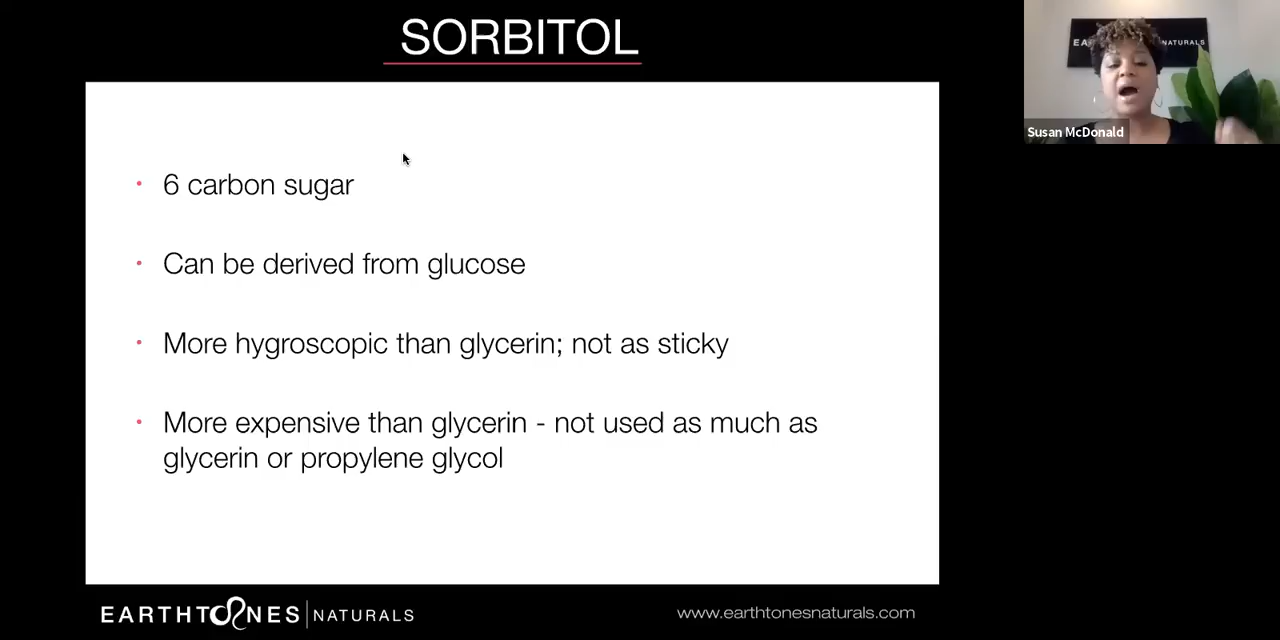 SORBITOL
6 carbon sugar
Can be derived from glucose
More hygroscopic than glycerin; not as sticky
More expensive than glycerin - not used as much as
glycerin or propylene glycol
EARTHTONES NATURALS
www.earthtonesnaturals.com
NATURALS
Susan McDonald